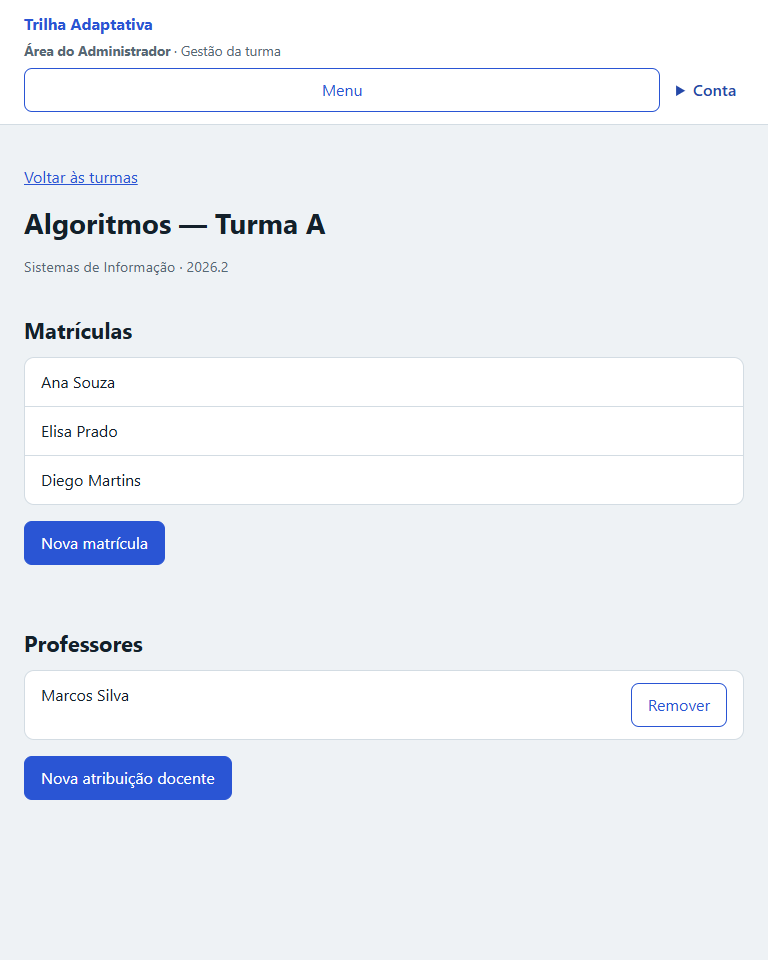 Trilha Adaptativa
Área do Administrador · Gestão da turma
Menu
▶ Conta
Voltar às turmas
Algoritmos — Turma A
Sistemas de Informação · 2026.2
Matrículas
Ana Souza
Elisa Prado
Diego Martins
Nova matrícula
Professores
Marcos Silva
Remover
Nova atribuição docente